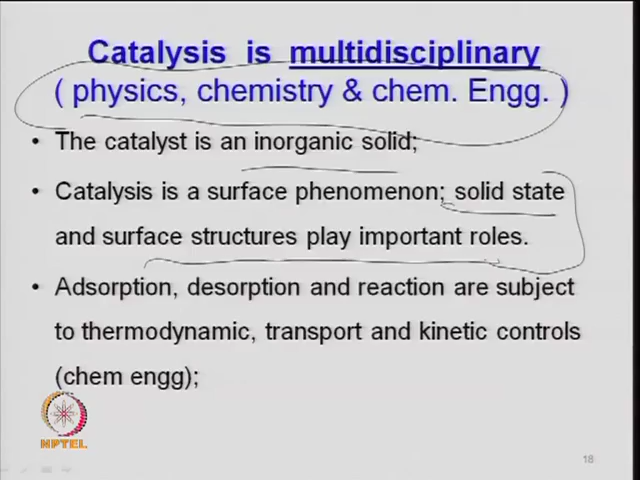 Catalysis is multidisciplinary
( physics, chemistry & chem. Engg. )
• The catalyst is an inorganic solid;
• Catalysis is a surface phenomenon; solid state
and surface structures play important roles.
• Adsorption, desorption and reaction are subject
to thermodynamic, transport and kinetic controls
(chem engg);
NPTEL
18